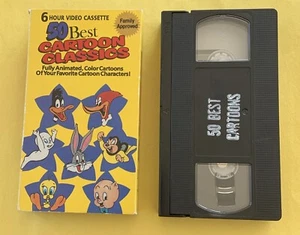 6 HOUR VIDEO CASSETTE
50 Best
Family
Approved
CARTOON
CLASSICS
Fully Animated, Color Cartoons
Of Your Favorite Cartoon Characters!
50 BEST
CARTOONS